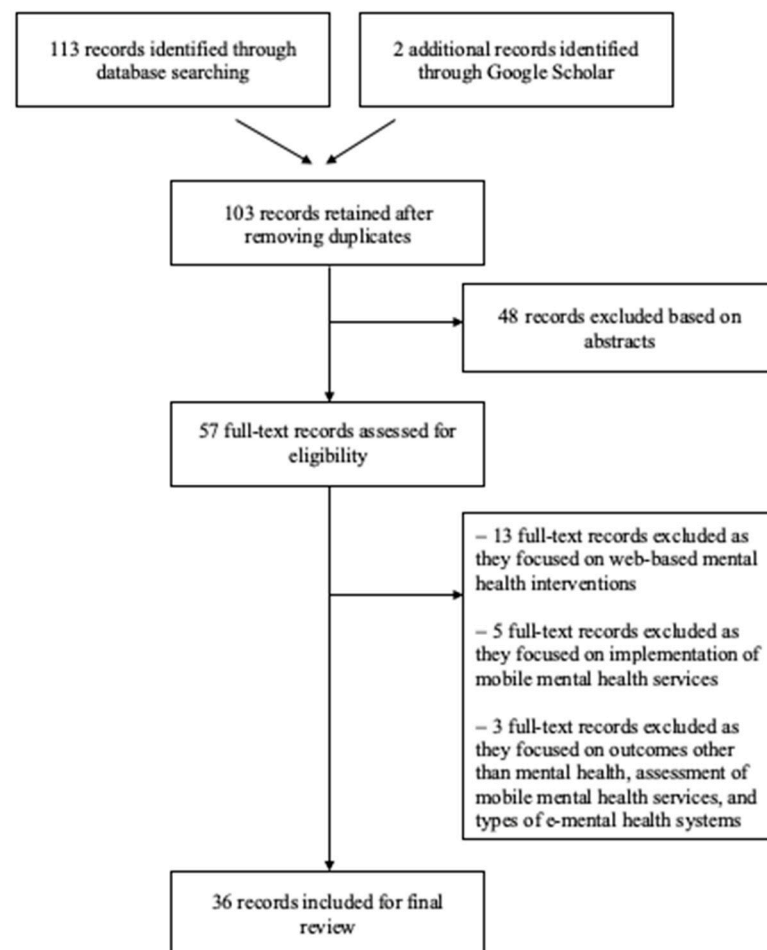 113 records identified through
database searching
2 additional records identified
through Google Scholar
103 records retained after
removing duplicates
48 records excluded based on
abstracts
57 full-text records assessed for
eligibility
– 13 full-text records excluded as
they focused on web-based mental
health interventions
– 5 full-text records excluded as
they focused on implementation of
mobile mental health services
– 3 full-text records excluded as
they focused on outcomes other
than mental health, assessment of
mobile mental health services, and
types of e-mental health systems
36 records included for final
review